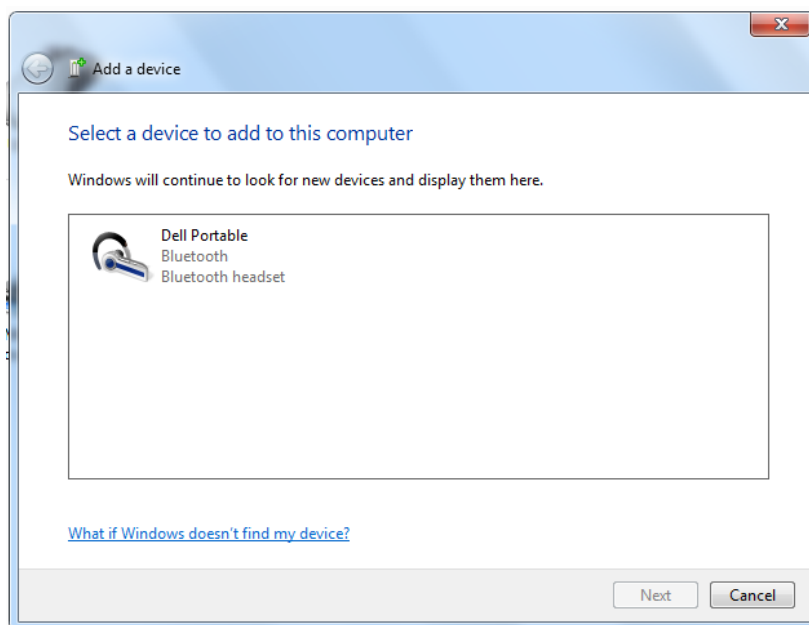 Add a device
Select a device to add to this computer
Windows will continue to look for new devices and display them here.
Dell Portable
Bluetooth
Bluetooth headset
What if Windows doesn't find my device?
Next
Cancel